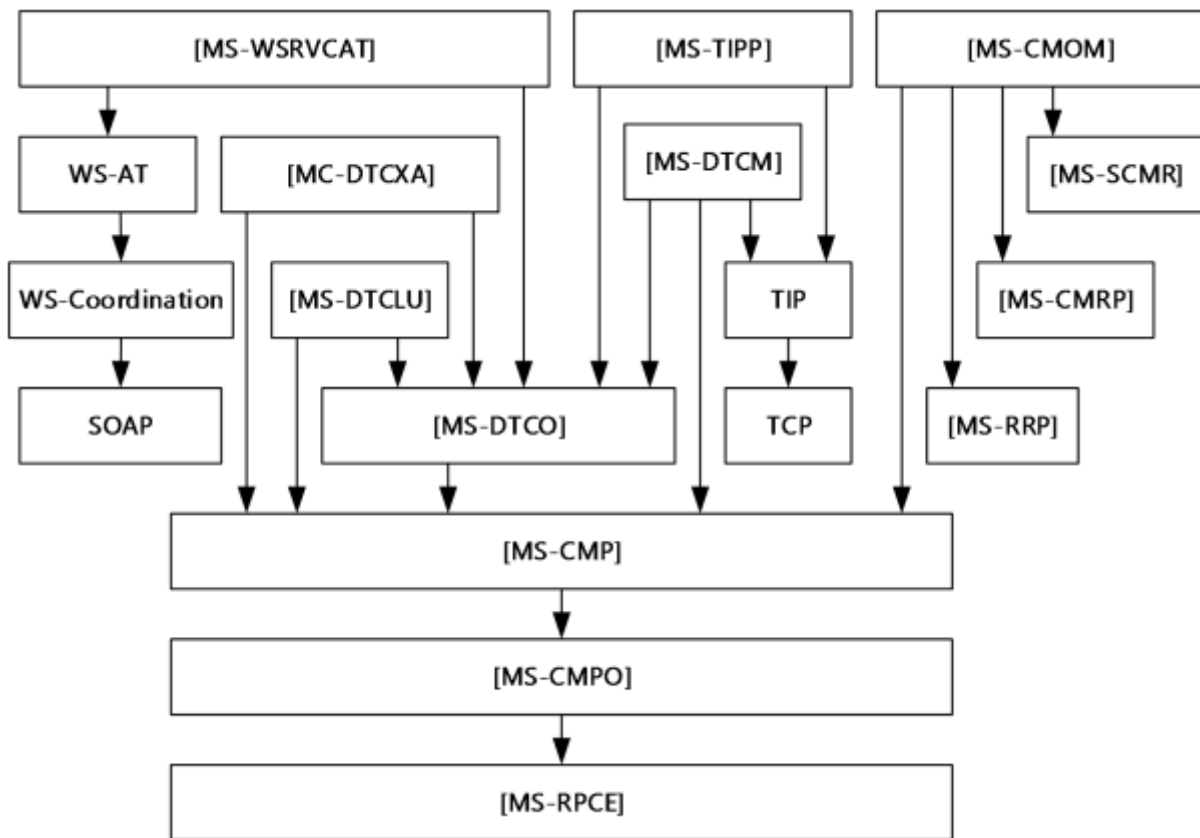 [MS-WSRVCAT]
[MS-TIPP]
[MS-CMOM]
WS-AT
[MC-DTCXA]
[MS-DTCM]
[MS-SCMR]
WS-Coordination
[MS-DTCLU]
TIP
[MS-CMRP]
SOAP
[MS-DTCO]
TCP
[MS-RRP]
[MS-CMP]
[MS-CMPO]
[MS-RPCE]